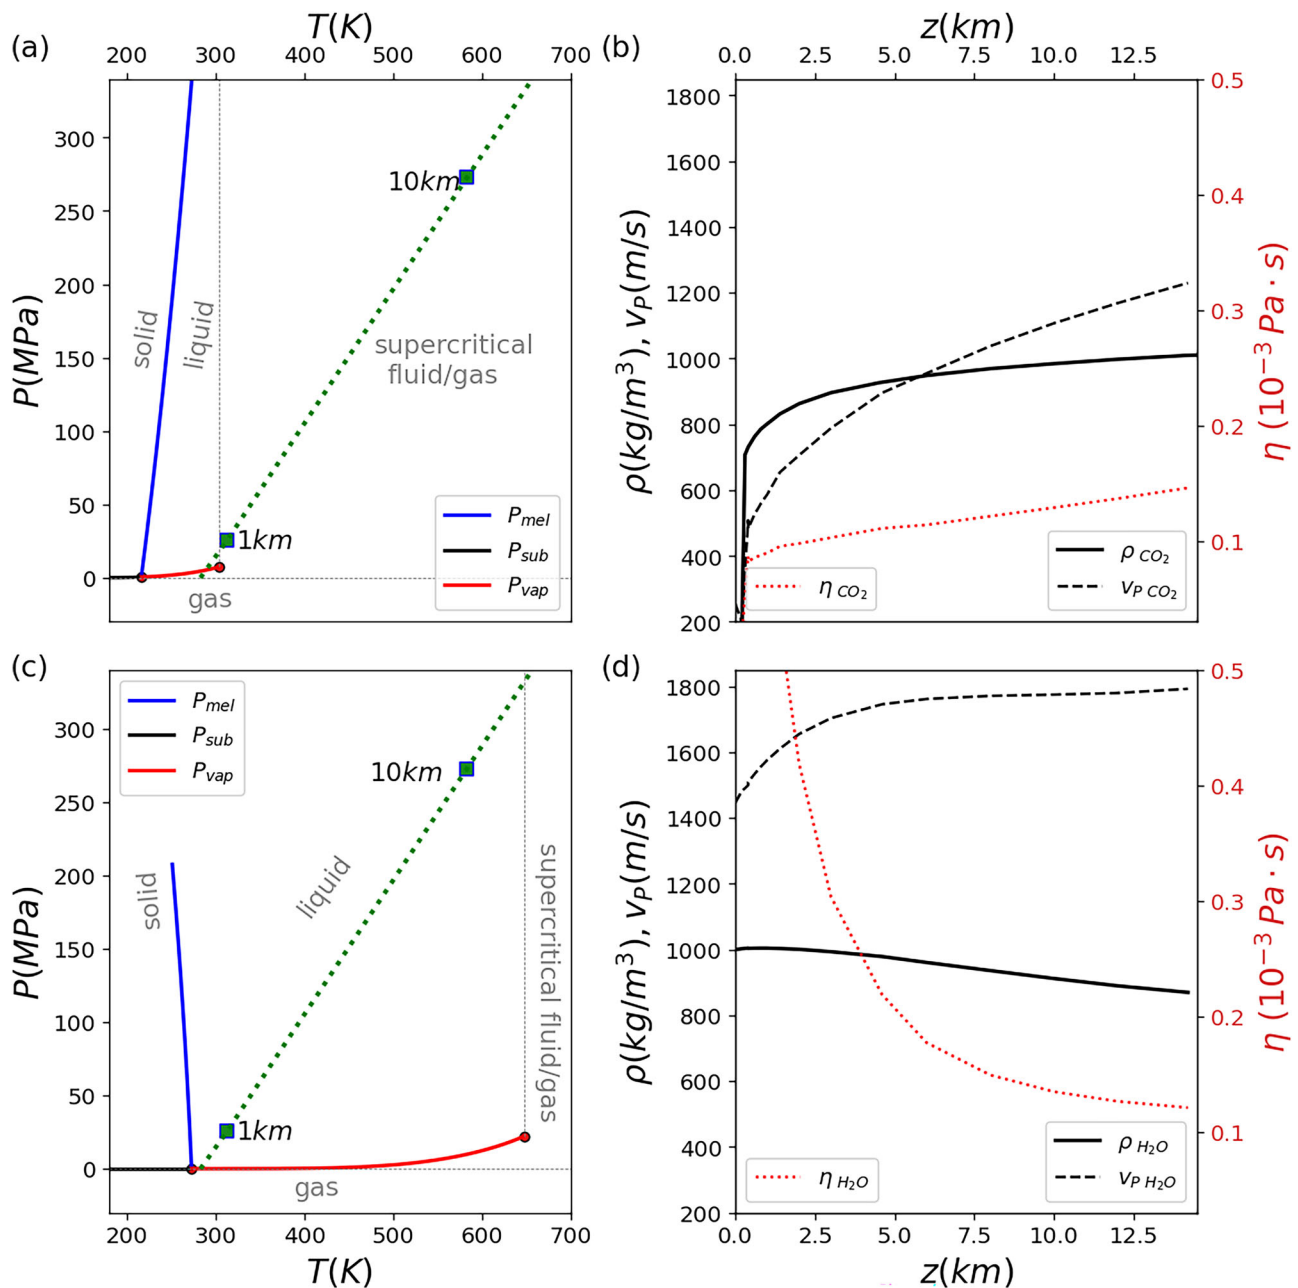 (a)
T(K)
200 300 400 500 600 700
P(MPa)
300
250
200
150
100
50
0
solid
liquid
10km
supercritical
fluid/gas
1km
gas
P_mel
P_sub
P_vap
(b)
z(km)
0.0 2.5 5.0 7.5 10.0 12.5
ρ(kg/m³), v_P(m/s)
1800
1600
1400
1200
1000
800
600
400
200
0.5
0.4
0.3
0.2
0.1
η (10⁻³ Pa · s)
η CO₂
ρ CO₂
v_P CO₂
(c)
P_mel
P_sub
P_vap
P(MPa)
300
250
200
150
100
50
0
solid
10km
liquid
supercritical fluid/gas
1km
gas
200 300 400 500 600 700
T(K)
(d)
ρ(kg/m³), v_P(m/s)
1800
1600
1400
1200
1000
800
600
400
200
0.5
0.4
0.3
0.2
0.1
η (10⁻³ Pa · s)
η H₂O
ρ H₂O
v_P H₂O
0.0 2.5 5.0 7.5 10.0 12.5
z(km)